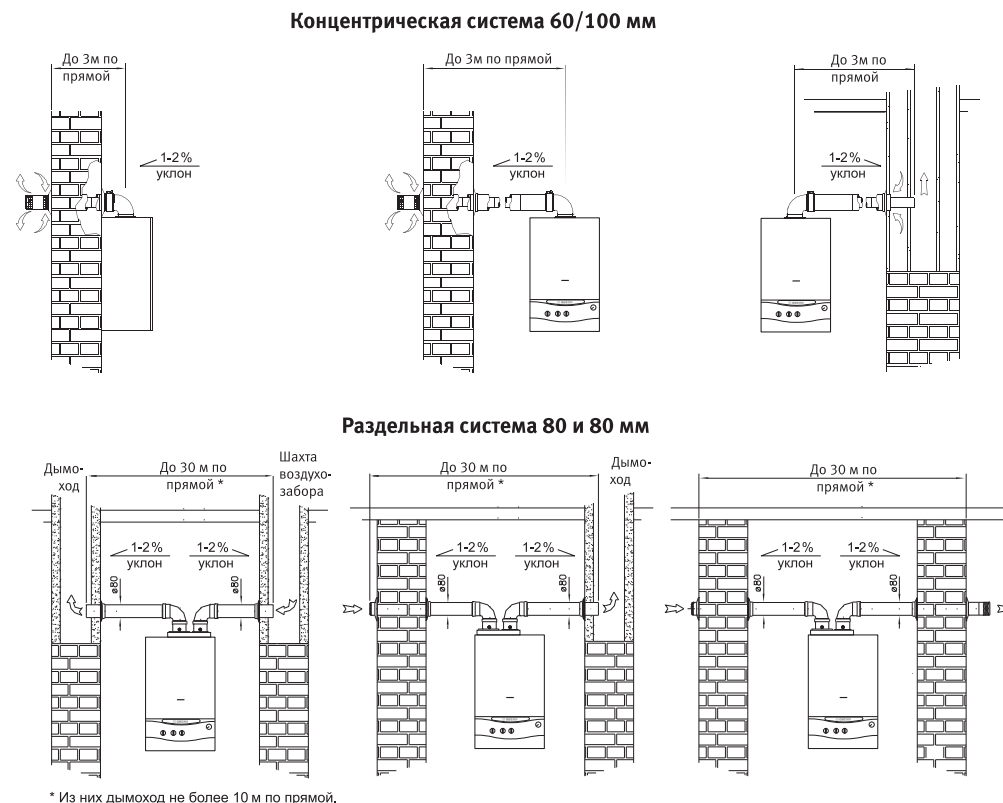 Концентрическая система 60/100 мм
До 3м по
прямой
1-2%
уклон
До 3м по прямой
1-2%
уклон
До 3м по
прямой
1-2%
уклон
Раздельная система 80 и 80 мм
Дымо-
ход
До 30 м по
прямой *
Шахта
воздухо-
забора
1-2%
уклон
1-2%
уклон
ø80
ø80
До 30 м по
прямой *
Дымо-
ход
1-2%
уклон
1-2%
уклон
ø80
ø80
До 30 м по
прямой *
1-2%
уклон
1-2%
уклон
ø80
ø80
* Из них дымоход не более 10 м по прямой.